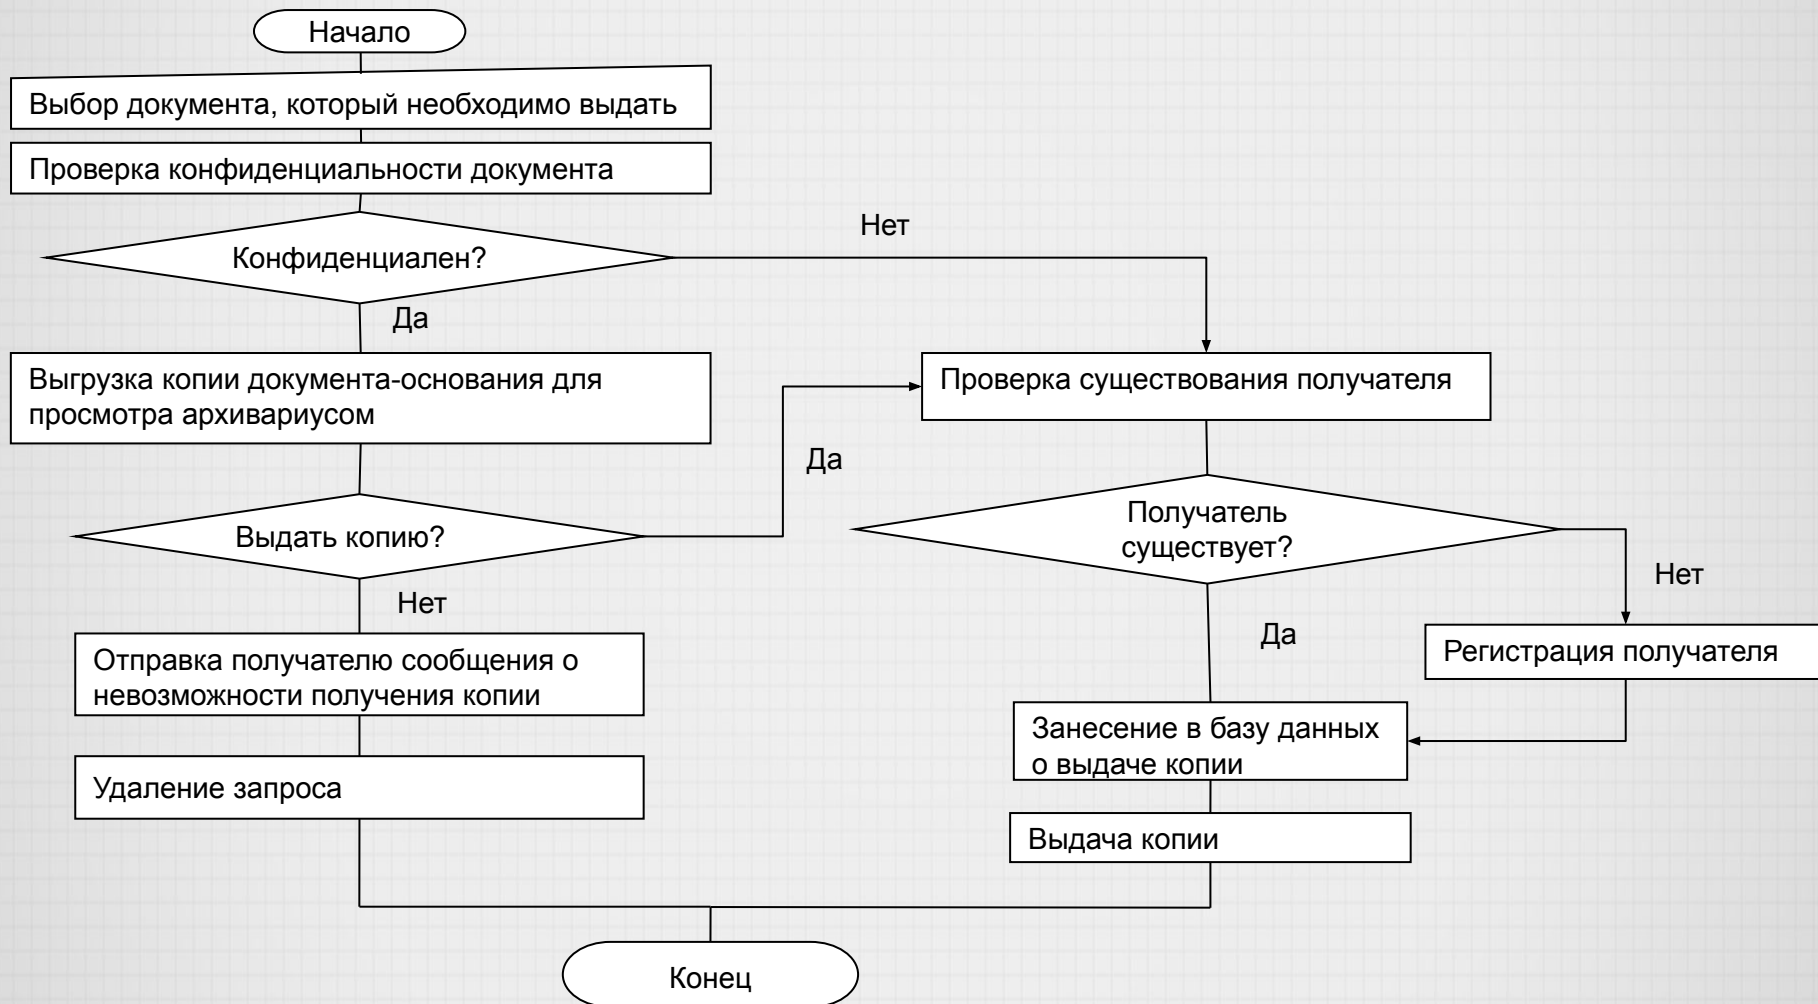 Начало
Выбор документа, который необходимо выдать
Проверка конфиденциальности документа
Конфиденциален?
Нет
Да
Выгрузка копии документа-основания для
просмотра архивариусом
Проверка существования получателя
Да
Выдать копию?
Получатель
существует?
Нет
Нет
Да
Отправка получателю сообщения о
невозможности получения копии
Регистрация получателя
Занесение в базу данных
о выдаче копии
Удаление запроса
Выдача копии
Конец